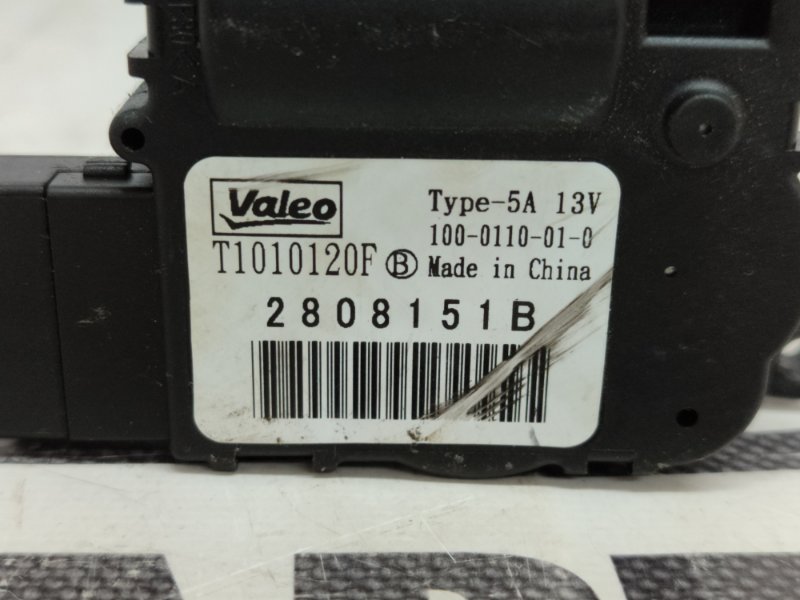 Valeo
Type-5A 13V
100-0110-01-0
T1010120F Ⓑ Made in China
2808151B